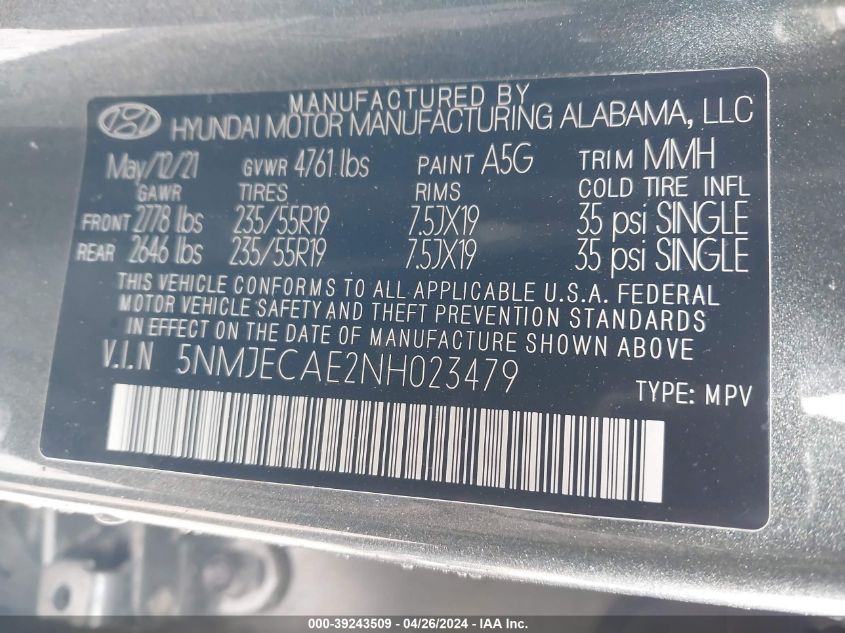 MANUFACTURED BY
HYUNDAI MOTOR MANUFACTURING ALABAMA, LLC
May/12/21 GVWR 4761 lbs PAINT A5G TRIM MMH
GAWR TIRES RIMS COLD TIRE INFL
FRONT 2778 lbs 235/55R19 7.5JX19 35 psi SINGLE
REAR 2646 lbs 235/55R19 7.5JX19 35 psi SINGLE
THIS VEHICLE CONFORMS TO ALL APPLICABLE U.S.A. FEDERAL
MOTOR VEHICLE SAFETY AND THEFT PREVENTION STANDARDS
IN EFFECT ON THE DATE OF MANUFACTURE SHOWN ABOVE
V.I.N 5NMJECAE2NH023479
TYPE: MPV
000-39243509 - 04/26/2024 - IAA Inc.